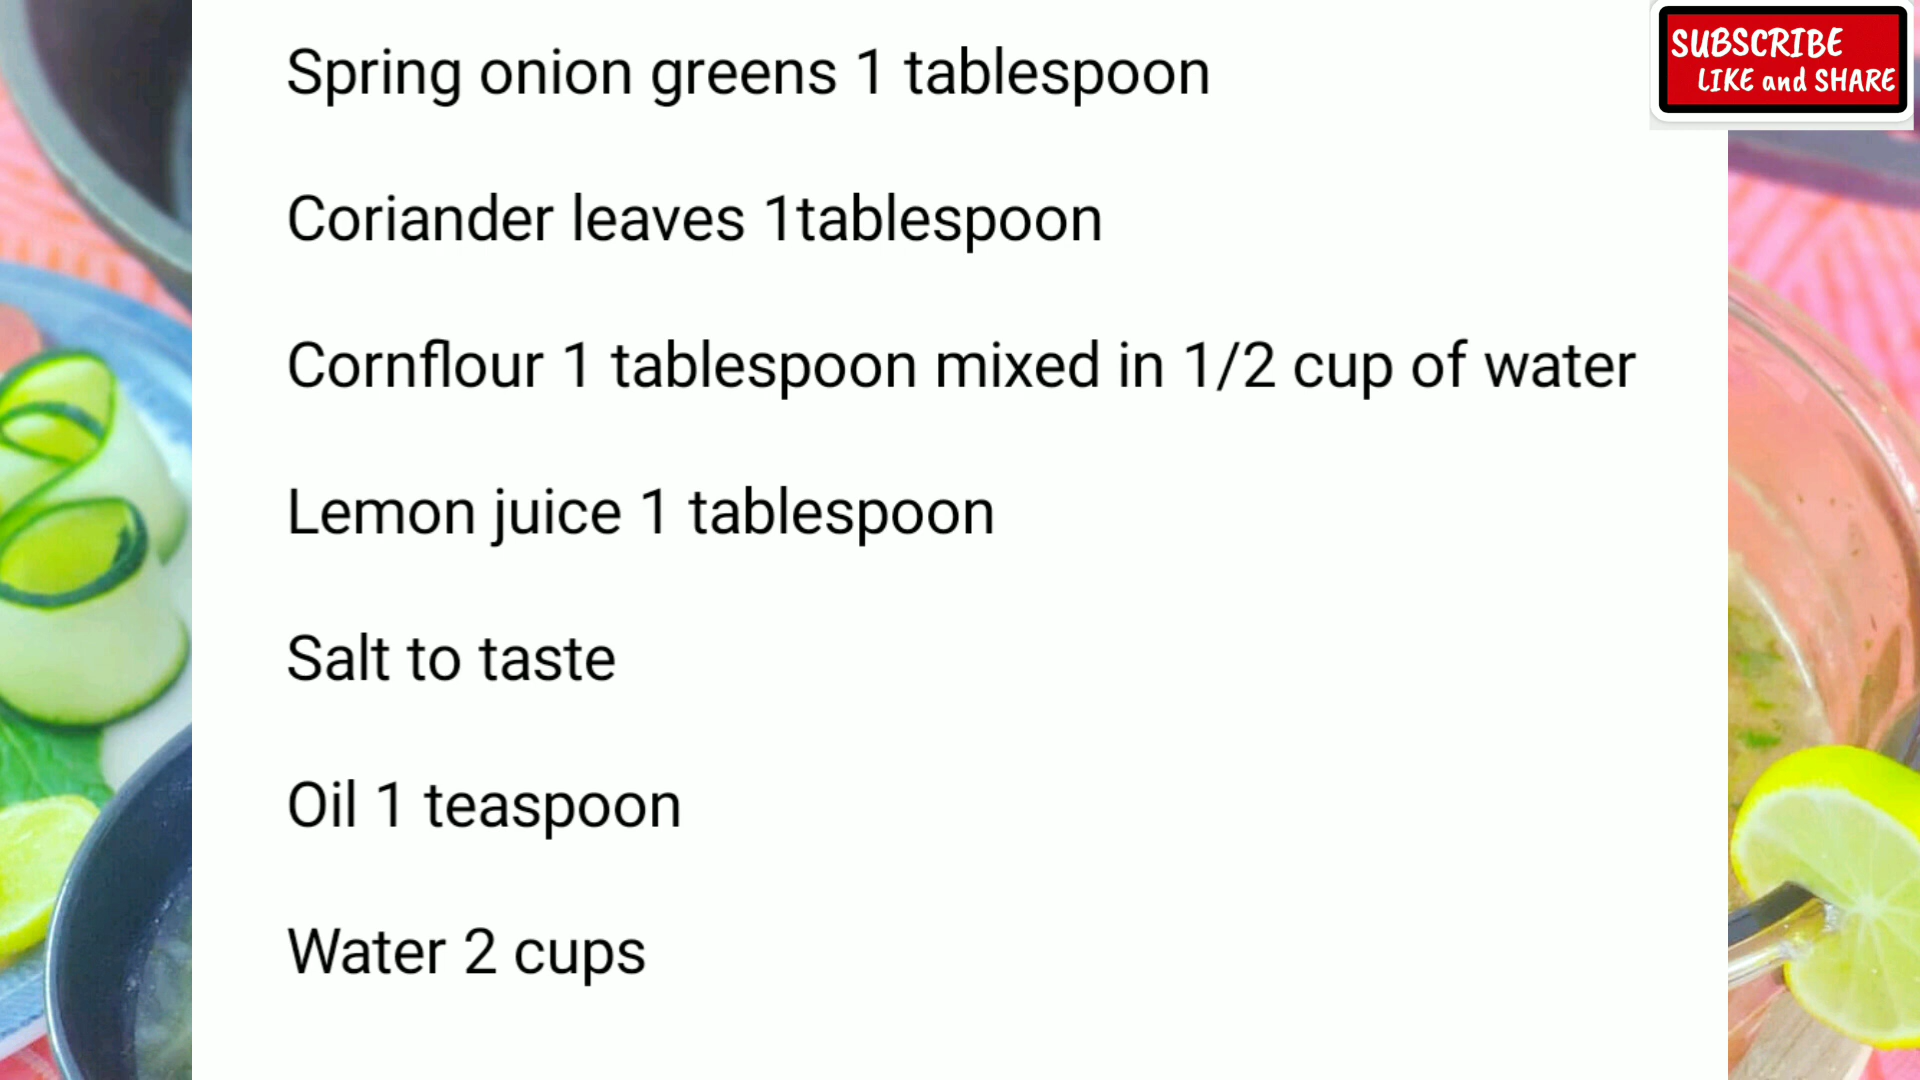 Spring onion greens 1 tablespoon
Coriander leaves 1tablespoon
Cornflour 1 tablespoon mixed in 1/2 cup of water
Lemon juice 1 tablespoon
Salt to taste
Oil 1 teaspoon
Water 2 cups
SUBSCRIBE
LIKE and SHARE